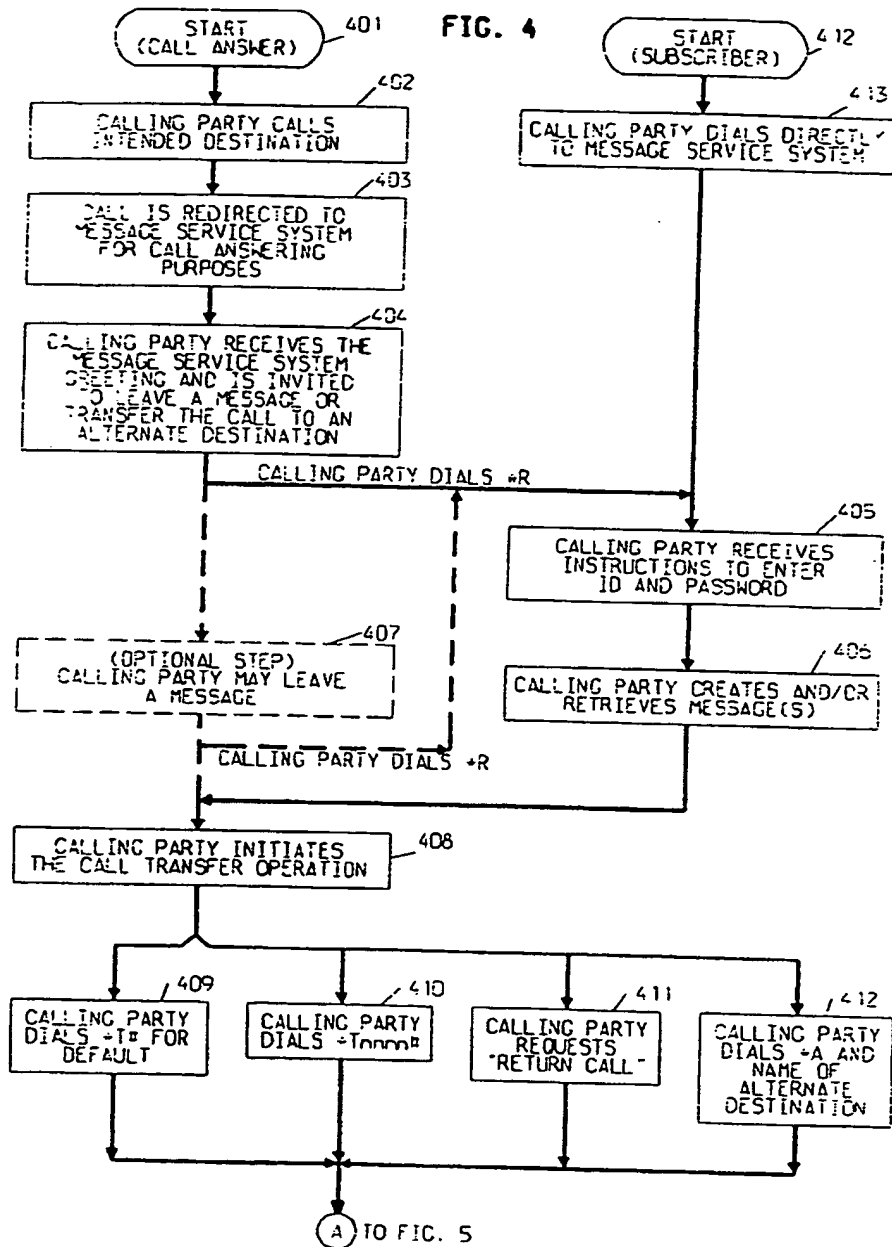 FIG. 4
START
(CALL ANSWER)
401
402
CALLING PARTY CALLS
INTENDED DESTINATION
403
CALL IS REDIRECTED TO
MESSAGE SERVICE SYSTEM
FOR CALL ANSWERING
PURPOSES
404
CALLING PARTY RECEIVES THE
MESSAGE SERVICE SYSTEM
GREETING AND IS INVITED
TO LEAVE A MESSAGE OR
TRANSFER THE CALL TO AN
ALTERNATE DESTINATION
CALLING PARTY DIALS *R
START
(SUBSCRIBER)
412
413
CALLING PARTY DIALS DIRECTLY
TO MESSAGE SERVICE SYSTEM
405
CALLING PARTY RECEIVES
INSTRUCTIONS TO ENTER
ID AND PASSWORD
406
CALLING PARTY CREATES AND/OR
RETRIEVES MESSAGE(S)
407
(OPTIONAL STEP)
CALLING PARTY MAY LEAVE
A MESSAGE
CALLING PARTY DIALS *R
CALLING PARTY INITIATES
THE CALL TRANSFER OPERATION
408
409
CALLING PARTY
DIALS *T# FOR
DEFAULT
410
CALLING PARTY
DIALS *Tnnnn#
411
CALLING PARTY
REQUESTS
"RETURN CALL"
412
CALLING PARTY
DIALS *A AND
NAME OF
ALTERNATE
DESTINATION
A TO FIG. 5